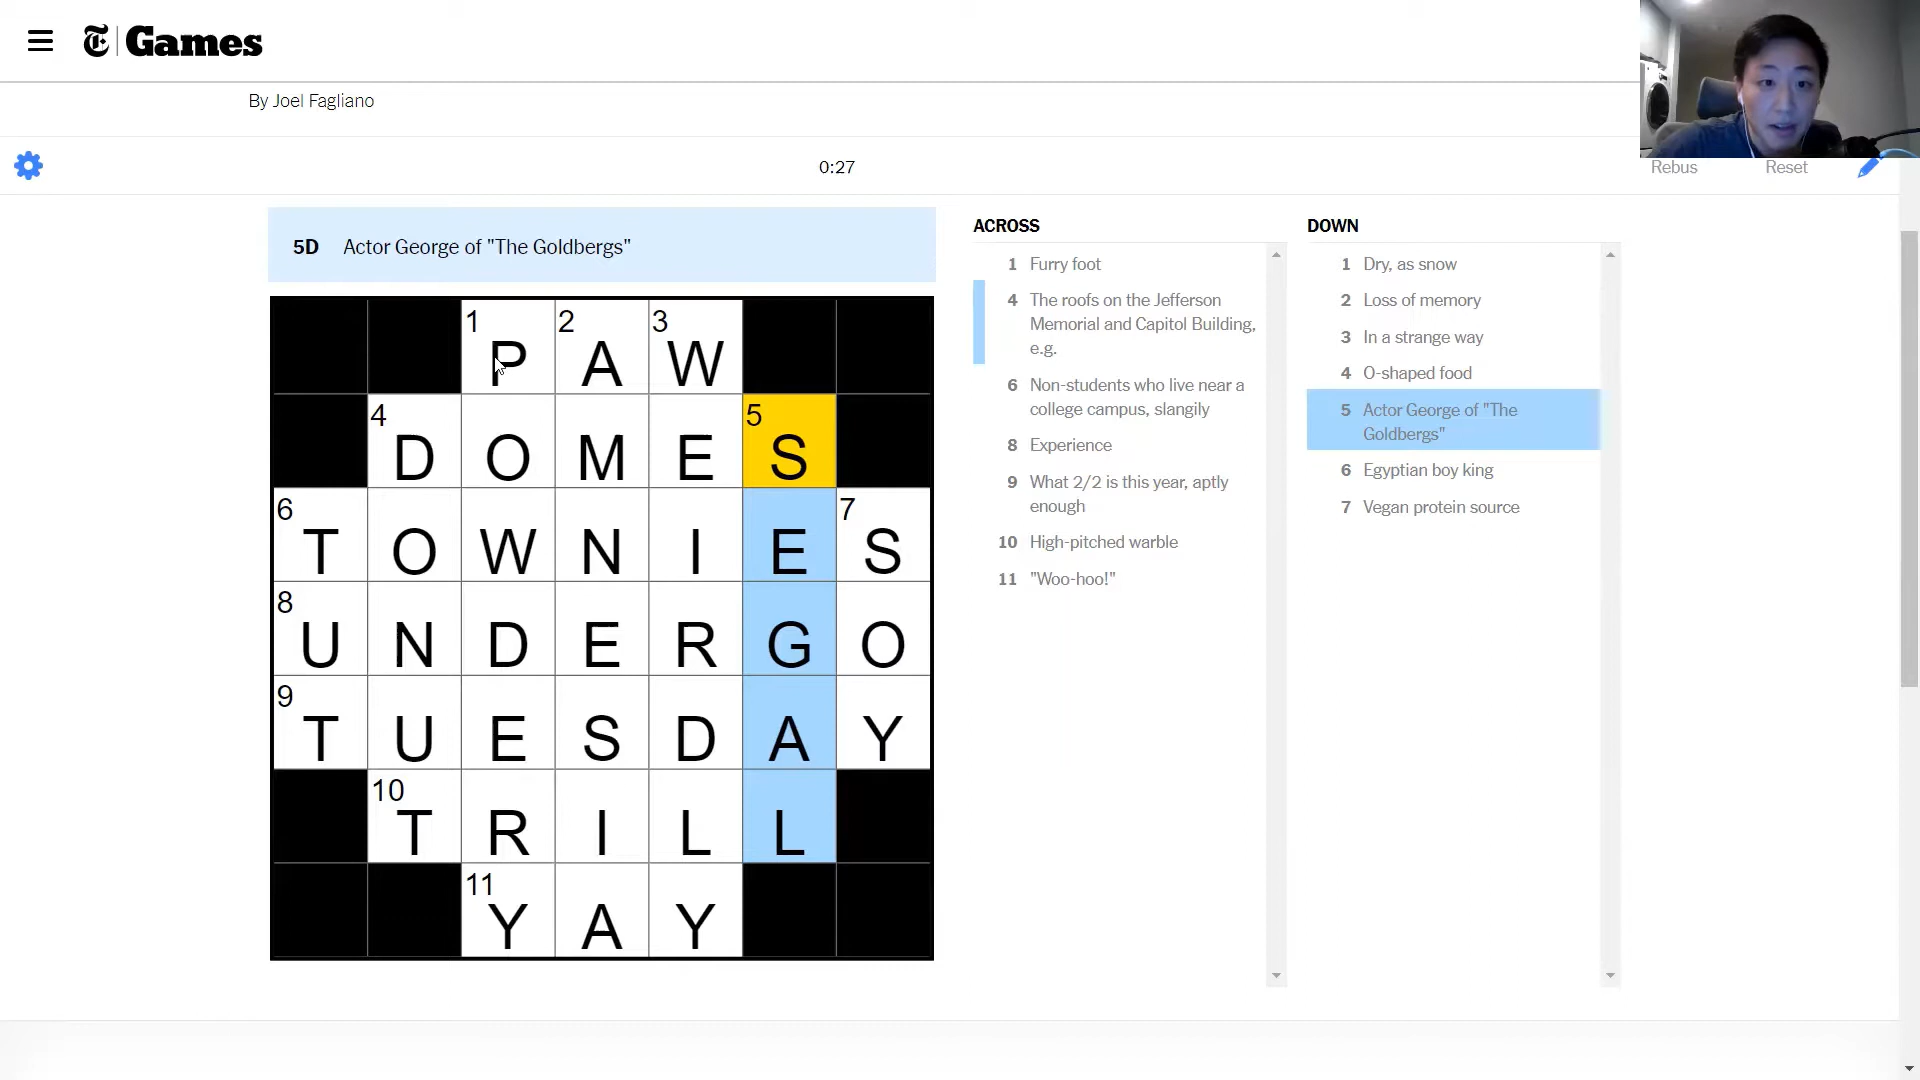 Games
By Joel Fagliano
0:27
Rebus
Reset
5D Actor George of "The Goldbergs"
1 2 3
P A W
4 5
D O M E S
6 7
T O W N I E S
8
U N D E R G O
9
T U E S D A Y
10
T R I L L
11
Y A Y
ACROSS
1 Furry foot
4 The roofs on the Jefferson
Memorial and Capitol Building,
e.g.
6 Non-students who live near a
college campus, slangily
8 Experience
9 What 2/2 is this year, aptly
enough
10 High-pitched warble
11 "Woo-hoo!"
DOWN
1 Dry, as snow
2 Loss of memory
3 In a strange way
4 O-shaped food
5 Actor George of "The
Goldbergs"
6 Egyptian boy king
7 Vegan protein source